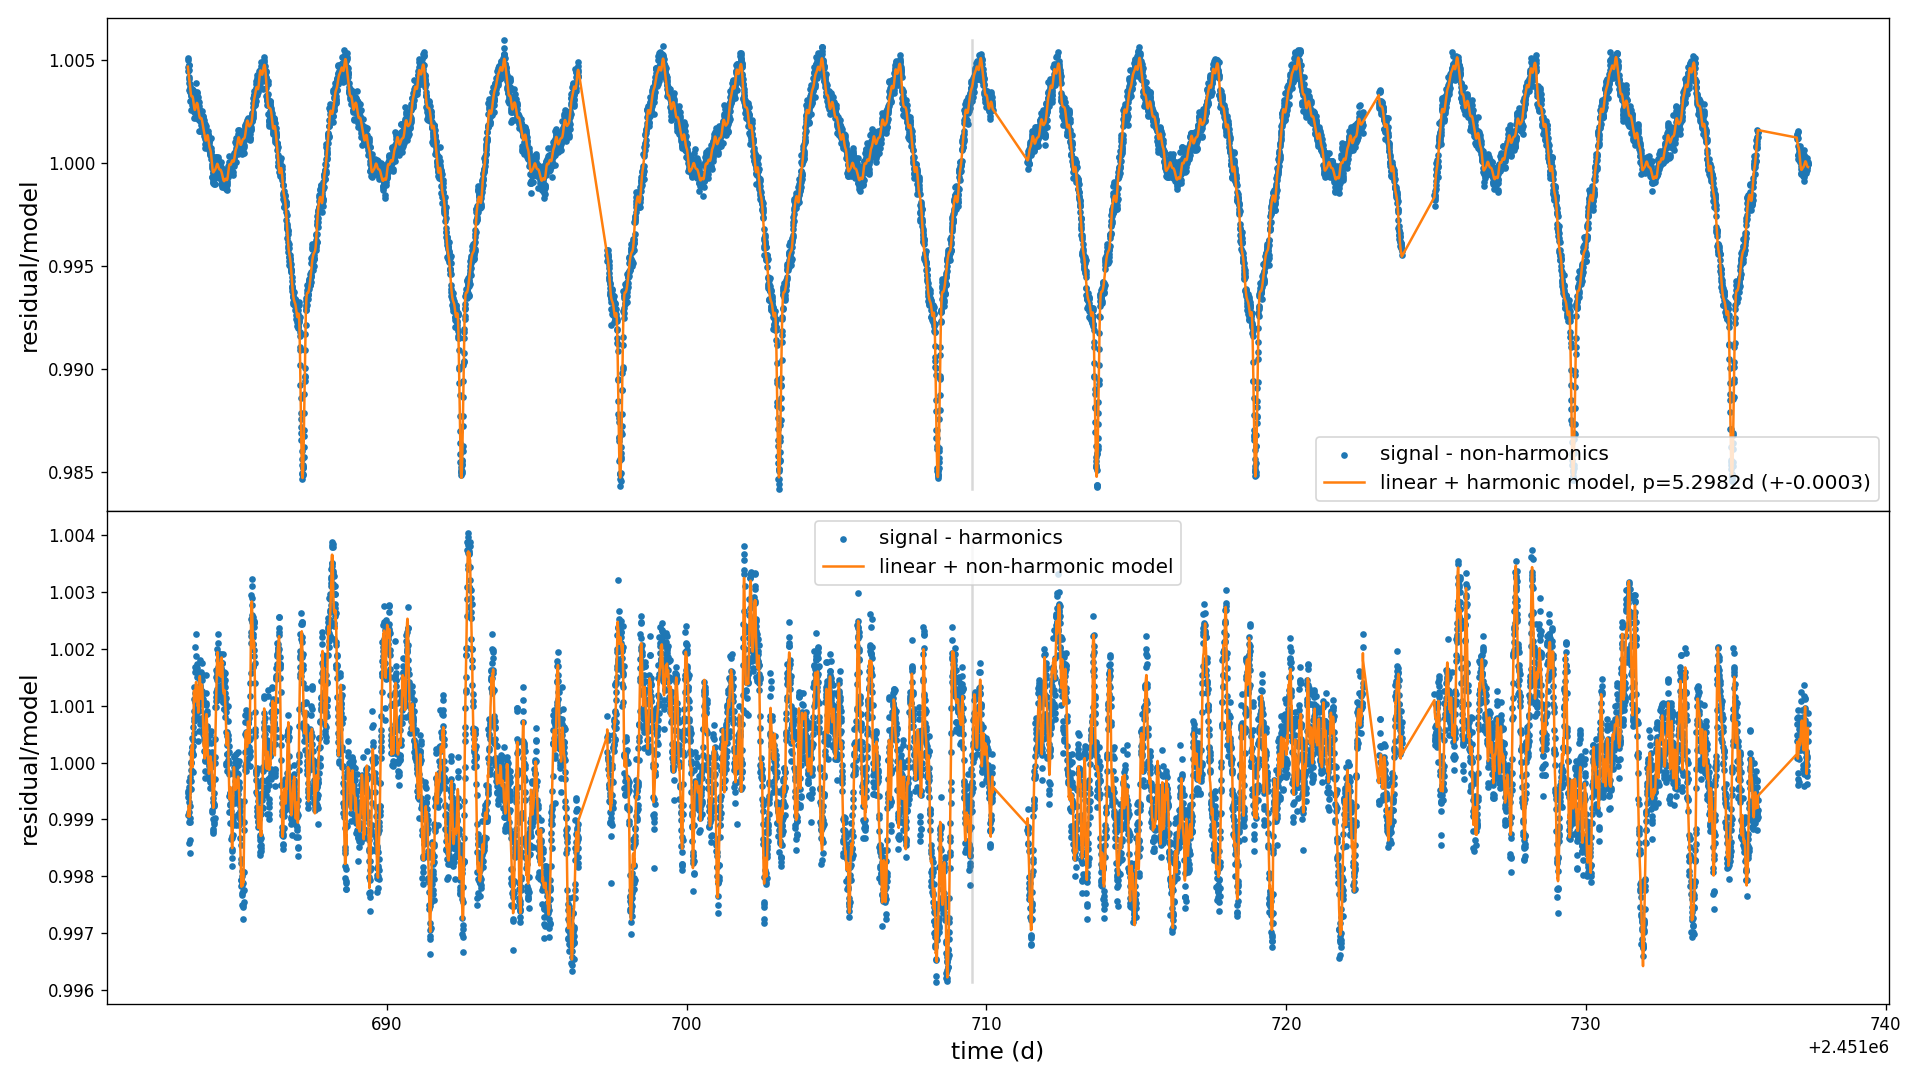 1.005
1.000
0.995
0.990
0.985
residual/model
signal - non-harmonics
linear + harmonic model, p=5.2982d (+-0.0003)
1.004
1.003
1.002
1.001
1.000
0.999
0.998
0.997
0.996
residual/model
signal - harmonics
linear + non-harmonic model
690
700
710
720
730
740
time (d)
+2.451e6